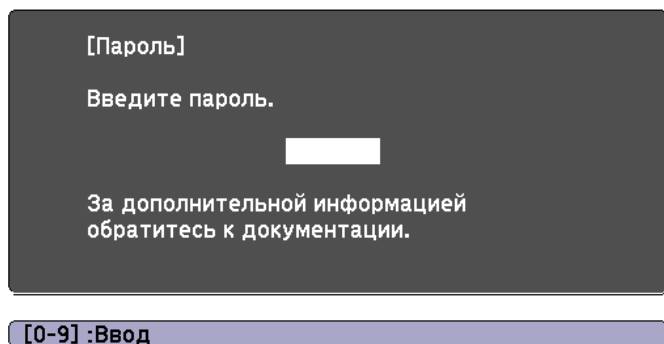 [Пароль]
Введите пароль.
За дополнительной информацией
обратитесь к документации.
[0-9] :Ввод